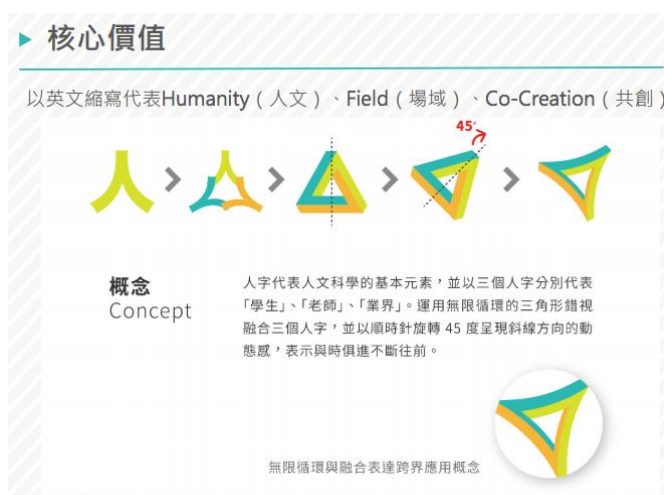 核心價值
以英文縮寫代表Humanity（人文）、Field（場域）、Co-Creation（共創）
45°
人
概念
Concept
人字代表人文科學的基本元素，並以三個人字分別代表
「學生」、「老師」、「業界」。運用無限循環的三角形錯視
融合三個人字，並以順時針旋轉 45 度呈現斜線方向的動
態感，表示與時俱進不斷往前。
無限循環與融合表達跨界應用概念